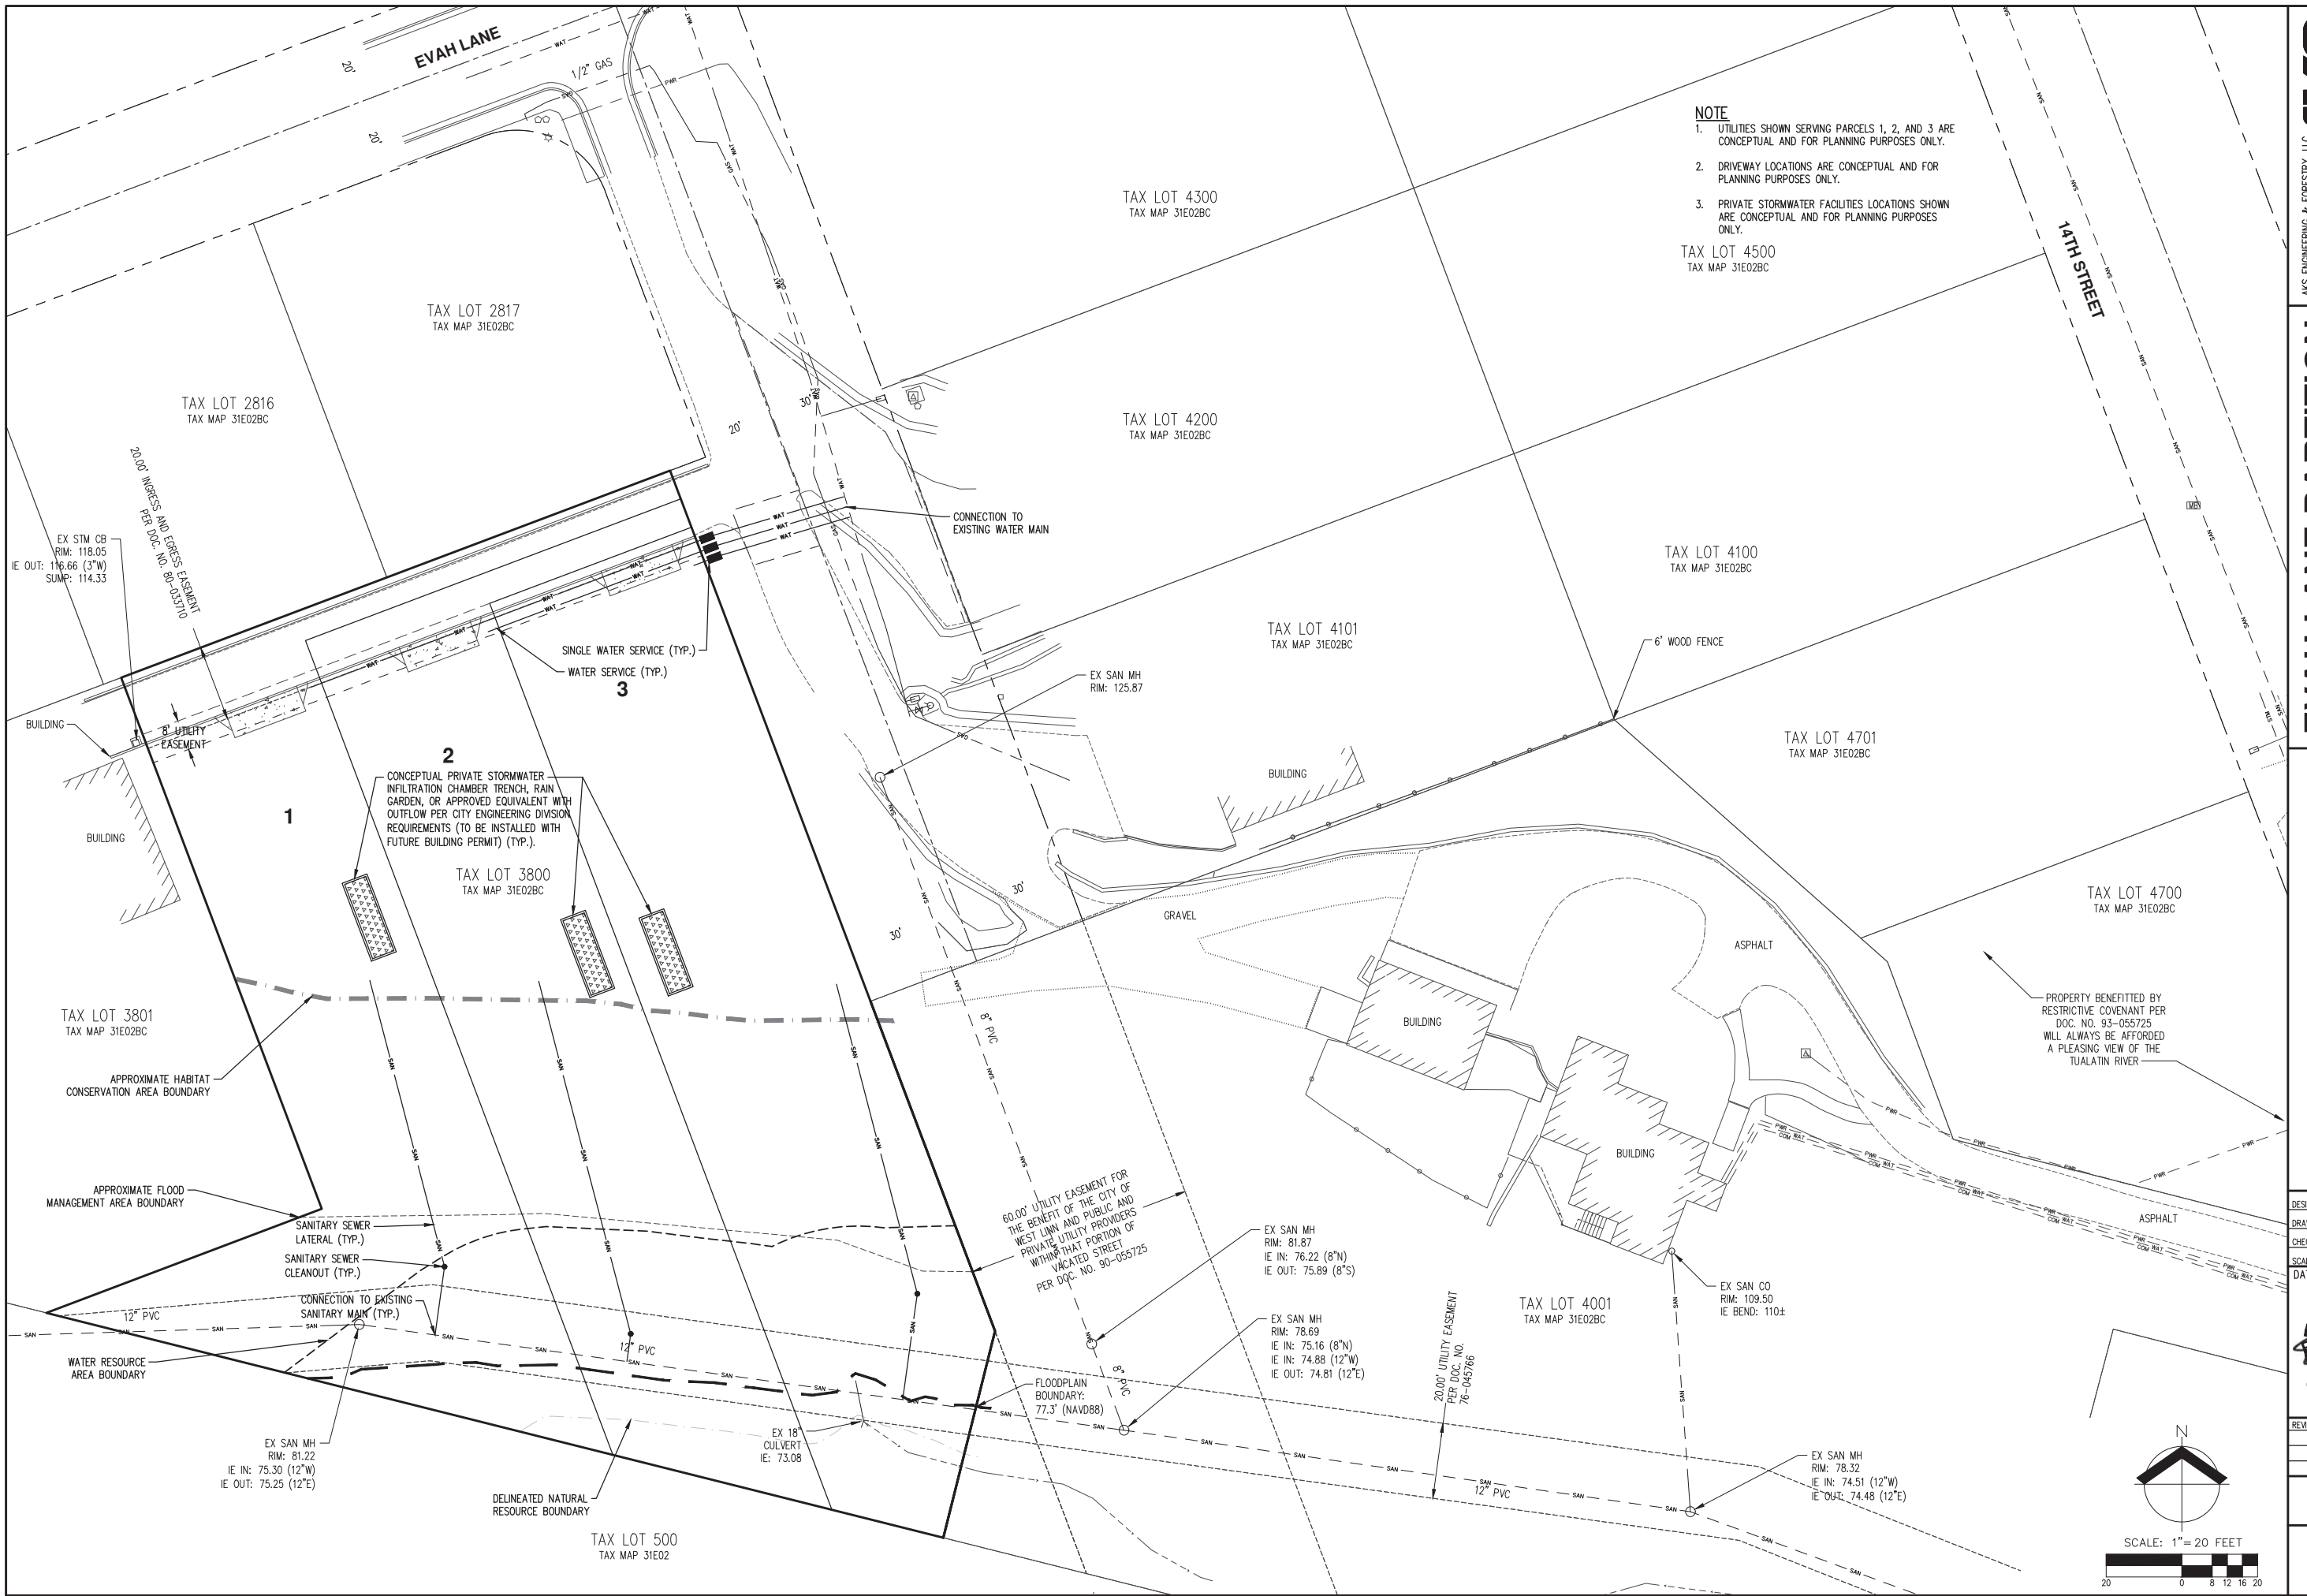 EVAH LANE
20'
20'
1/2" GAS
NOTE
1. UTILITIES SHOWN SERVING PARCELS 1, 2, AND 3 ARE
CONCEPTUAL AND FOR PLANNING PURPOSES ONLY.
2. DRIVEWAY LOCATIONS ARE CONCEPTUAL AND FOR
PLANNING PURPOSES ONLY.
3. PRIVATE STORMWATER FACILITIES LOCATIONS SHOWN
ARE CONCEPTUAL AND FOR PLANNING PURPOSES
ONLY.
TAX LOT 4300
TAX MAP 31E02BC
TAX LOT 4500
TAX MAP 31E02BC
14TH STREET
TAX LOT 2817
TAX MAP 31E02BC
TAX LOT 2816
TAX MAP 31E02BC
TAX LOT 4200
TAX MAP 31E02BC
30'
20'
20.00' INGRESS AND EGRESS EASEMENT
PER DOC. NO. 80-033710
EX STM CB
RIM: 118.05
IE OUT: 116.66 (3"W)
SUMP: 114.33
CONNECTION TO
EXISTING WATER MAIN
TAX LOT 4100
TAX MAP 31E02BC
TAX LOT 4101
TAX MAP 31E02BC
6' WOOD FENCE
SINGLE WATER SERVICE (TYP.)
WATER SERVICE (TYP.)
3
EX SAN MH
RIM: 125.87
BUILDING
8' UTILITY
EASEMENT
TAX LOT 4701
TAX MAP 31E02BC
2
CONCEPTUAL PRIVATE STORMWATER
INFILTRATION CHAMBER TRENCH, RAIN
GARDEN, OR APPROVED EQUIVALENT WITH
OUTFLOW PER CITY ENGINEERING DIVISION
REQUIREMENTS (TO BE INSTALLED WITH
FUTURE BUILDING PERMIT) (TYP.).
BUILDING
1
BUILDING
TAX LOT 3800
TAX MAP 31E02BC
30'
30'
GRAVEL
TAX LOT 4700
TAX MAP 31E02BC
ASPHALT
TAX LOT 3801
TAX MAP 31E02BC
8" PVC
BUILDING
PROPERTY BENEFITTED BY
RESTRICTIVE COVENANT PER
DOC. NO. 93-055725
WILL ALWAYS BE AFFORDED
A PLEASING VIEW OF THE
TUALATIN RIVER
APPROXIMATE HABITAT
CONSERVATION AREA BOUNDARY
BUILDING
APPROXIMATE FLOOD
MANAGEMENT AREA BOUNDARY
60.00' UTILITY EASEMENT FOR
THE BENEFIT OF THE CITY OF
WEST LINN AND PUBLIC AND
PRIVATE UTILITY PROVIDERS
WITHIN THAT PORTION OF
VACATED STREET
PER DOC. NO. 90-055725
SANITARY SEWER
LATERAL (TYP.)
SANITARY SEWER
CLEANOUT (TYP.)
EX SAN MH
RIM: 81.87
IE IN: 76.22 (8"N)
IE OUT: 75.89 (8"S)
ASPHALT
EX SAN CO
RIM: 109.50
IE BEND: 110±
TAX LOT 4001
TAX MAP 31E02BC
CONNECTION TO EXISTING
SANITARY MAIN (TYP.)
12" PVC
EX SAN MH
RIM: 78.69
IE IN: 75.16 (8"N)
IE IN: 74.88 (12"W)
IE OUT: 74.81 (12"E)
20.00' UTILITY EASEMENT
PER DOC. NO.
76-045766
12" PVC
WATER RESOURCE
AREA BOUNDARY
8" PVC
FLOODPLAIN
BOUNDARY:
77.3' (NAVD88)
EX 18"
CULVERT
IE: 73.08
EX SAN MH
RIM: 81.22
IE IN: 75.30 (12"W)
IE OUT: 75.25 (12"E)
EX SAN MH
RIM: 78.32
IE IN: 74.51 (12"W)
IE OUT: 74.48 (12"E)
12" PVC
DELINEATED NATURAL
RESOURCE BOUNDARY
TAX LOT 500
TAX MAP 31E02
N
SCALE: 1"= 20 FEET
20 0 8 12 16 20